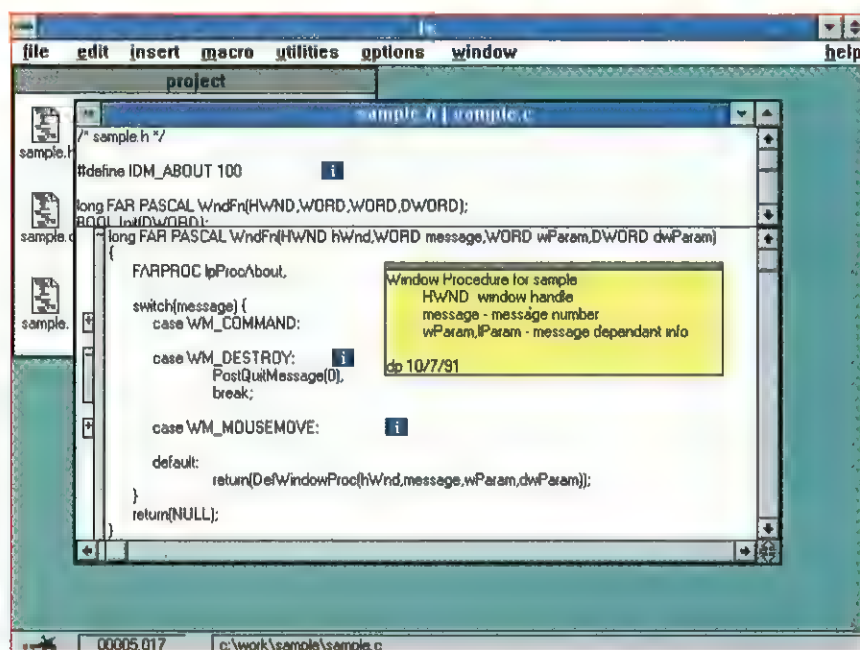 file edit insert macro utilities options window help
project
sample.h | sample.c
sample.h
/* sample.h */
#define IDM_ABOUT 100
i
long FAR PASCAL WndFn(HWND,WORD,WORD,DWORD);
BOOL Init(DWORD);
sample.c
long FAR PASCAL WndFn(HWND hWnd,WORD message,WORD wParam,DWORD dwParam)
{
FARPROC lpProcAbout,
switch(message) {
sample.
case WM_COMMAND:
case WM_DESTROY:
i
PostQuitMessage(0),
break;
case WM_MOUSEMOVE:
i
default:
return(DefWindowProc(hWnd,message,wParam,dwParam));
}
return(NULL);
}
Window Procedure for sample
HWND window handle
message - message number
wParam,lParam - message dependant info
dp 10/7/91
00005,017 c:\work\sample\sample.c